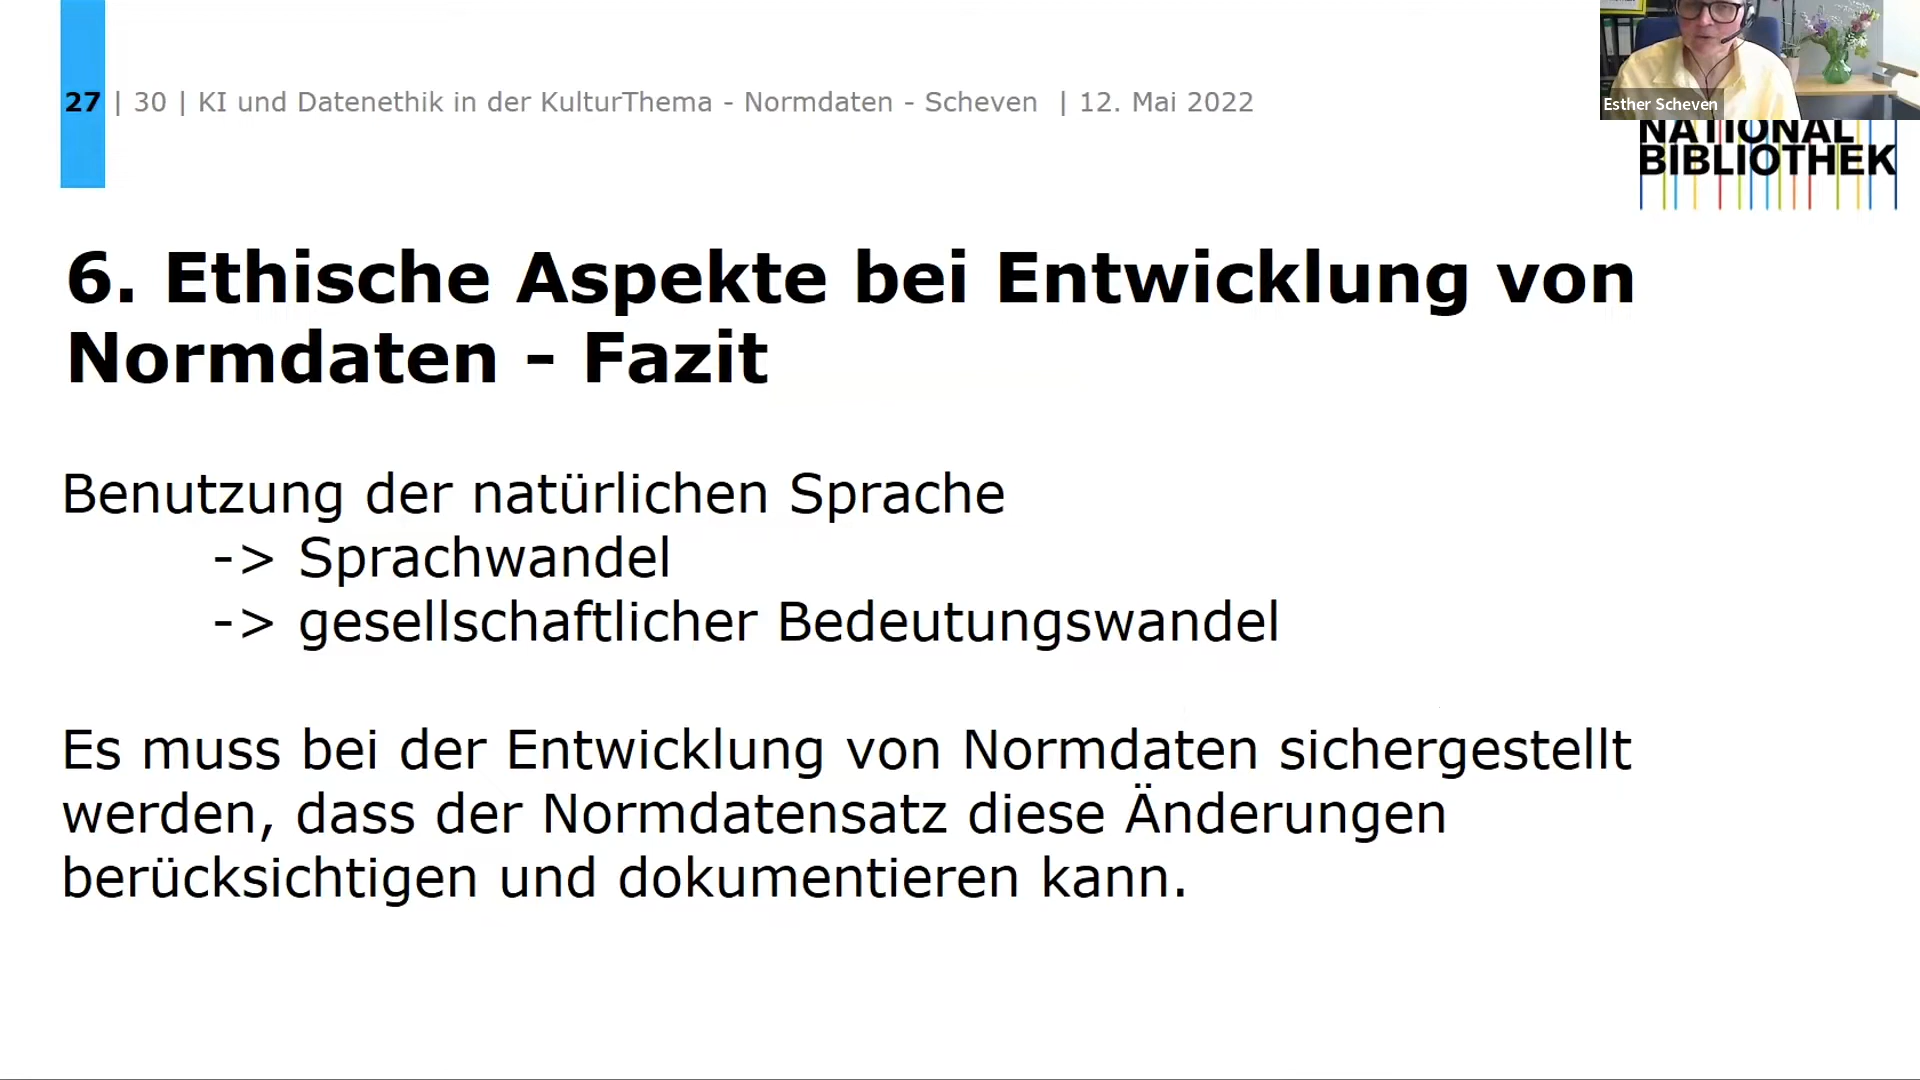 27 | 30 | KI und Datenethik in der KulturThema - Normdaten - Scheven | 12. Mai 2022
Esther Scheven
NATIONAL
BIBLIOTHEK
6. Ethische Aspekte bei Entwicklung von
Normdaten - Fazit
Benutzung der natürlichen Sprache
-> Sprachwandel
-> gesellschaftlicher Bedeutungswandel
Es muss bei der Entwicklung von Normdaten sichergestellt
werden, dass der Normdatensatz diese Änderungen
berücksichtigen und dokumentieren kann.